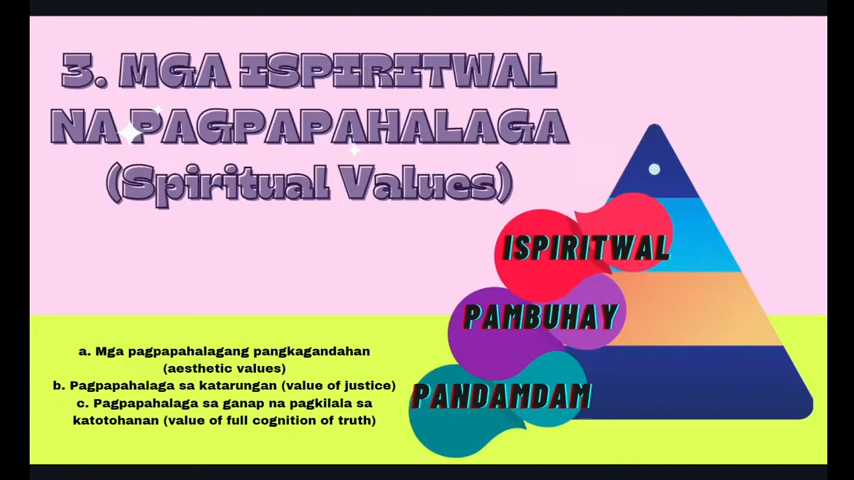 3. MGA ISPIRITWAL
NA PAGPAPAHALAGA
(Spiritual Values)
ISPIRITWAL
PAMBUHAY
PANDAMDAM
a. Mga pagpapahalagang pangkagandahan
(aesthetic values)
b. Pagpapahalaga sa katarungan (value of justice)
c. Pagpapahalaga sa ganap na pagkilala sa
katotohanan (value of full cognition of truth)